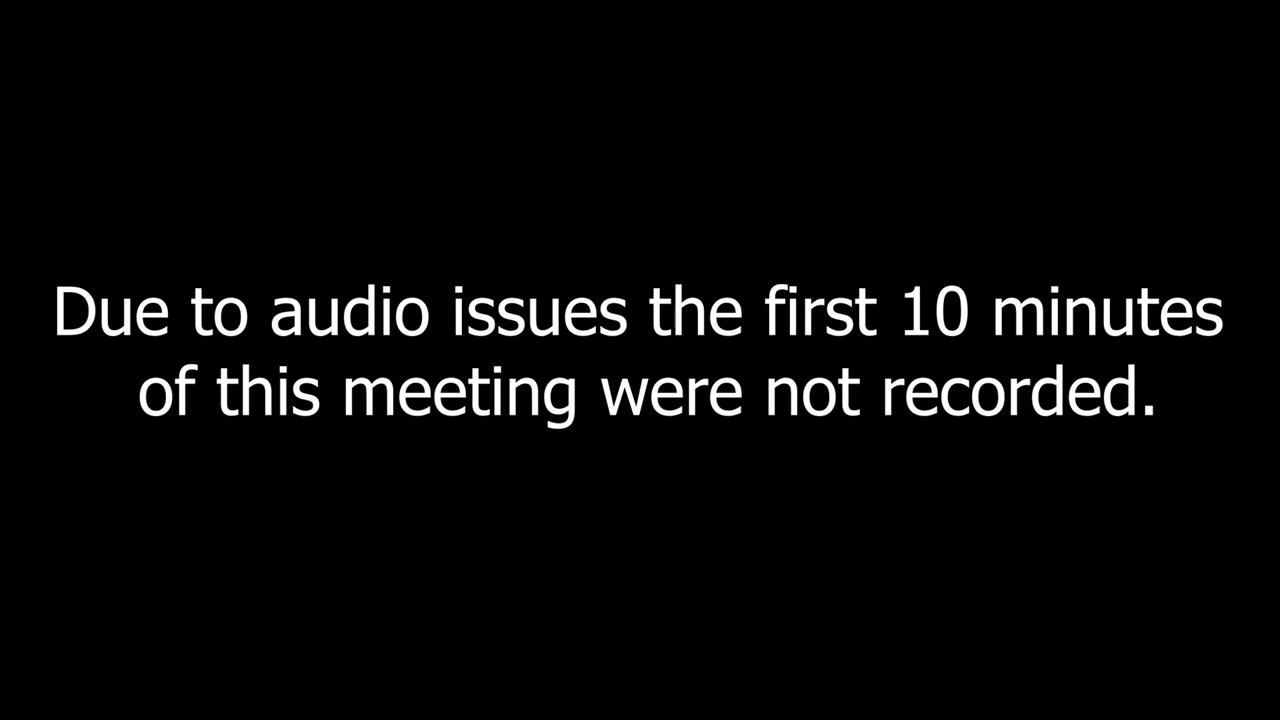 Due to audio issues the first 10 minutes
of this meeting were not recorded.